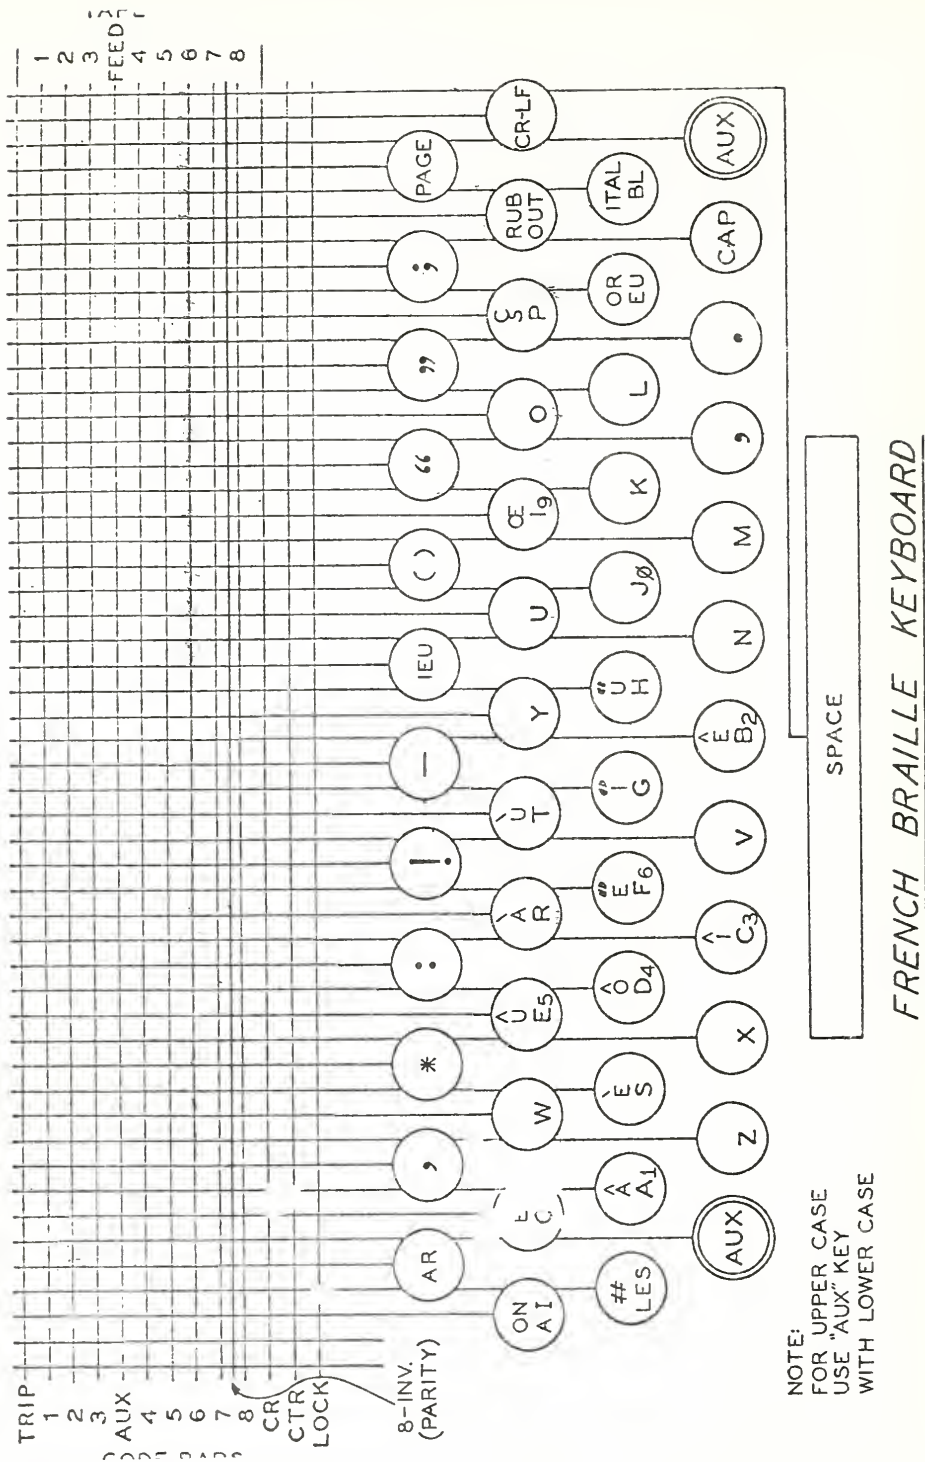 TRIP
1 1
2 2
3 3
AUX FEED
4 4
5 5
6 6
7 7
8 8
CR
CTR
LOCK
8-INV.
(PARITY)
AR , * : ! — IEU ( ) “ ” ; PAGE
ON W Û À Ù Y U Œ O Ç RUB CR-LF
AI E5 R T I9 P OUT
# Â È Ô Ë Ï Ü JØ K L OR ITAL
LES A1 S D4 F6 G H EU BL
AUX Z X Î V Ê N M , . CAP AUX
C3 B2
SPACE
NOTE:
FOR UPPER CASE
USE "AUX" KEY
WITH LOWER CASE
FRENCH BRAILLE KEYBOARD